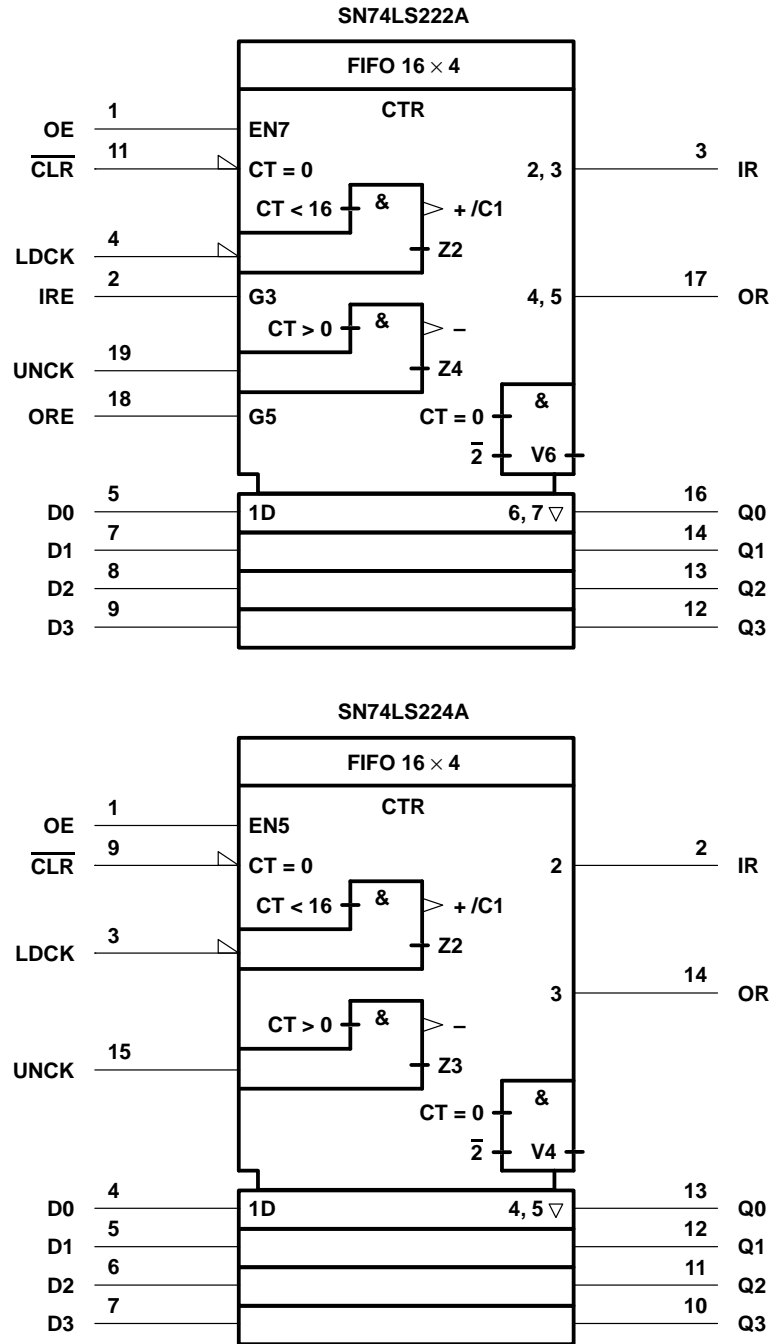 SN74LS222A
FIFO 16 × 4
CTR
OE 1 EN7
C̅L̅R̅ 11 CT = 0 2, 3 3 IR
CT < 16 & + /C1
LDCK 4 Z2
IRE 2 G3 4, 5 17 OR
CT > 0 & –
UNCK 19 Z4
ORE 18 G5 CT = 0 &
2̅ V6
D0 5 1D 6, 7 ▽ 16 Q0
D1 7 14 Q1
D2 8 13 Q2
D3 9 12 Q3
SN74LS224A
FIFO 16 × 4
CTR
OE 1 EN5
C̅L̅R̅ 9 CT = 0 2 2 IR
CT < 16 & + /C1
LDCK 3 Z2
3 14 OR
CT > 0 & –
UNCK 15 Z3
CT = 0 &
2̅ V4
D0 4 1D 4, 5 ▽ 13 Q0
D1 5 12 Q1
D2 6 11 Q2
D3 7 10 Q3